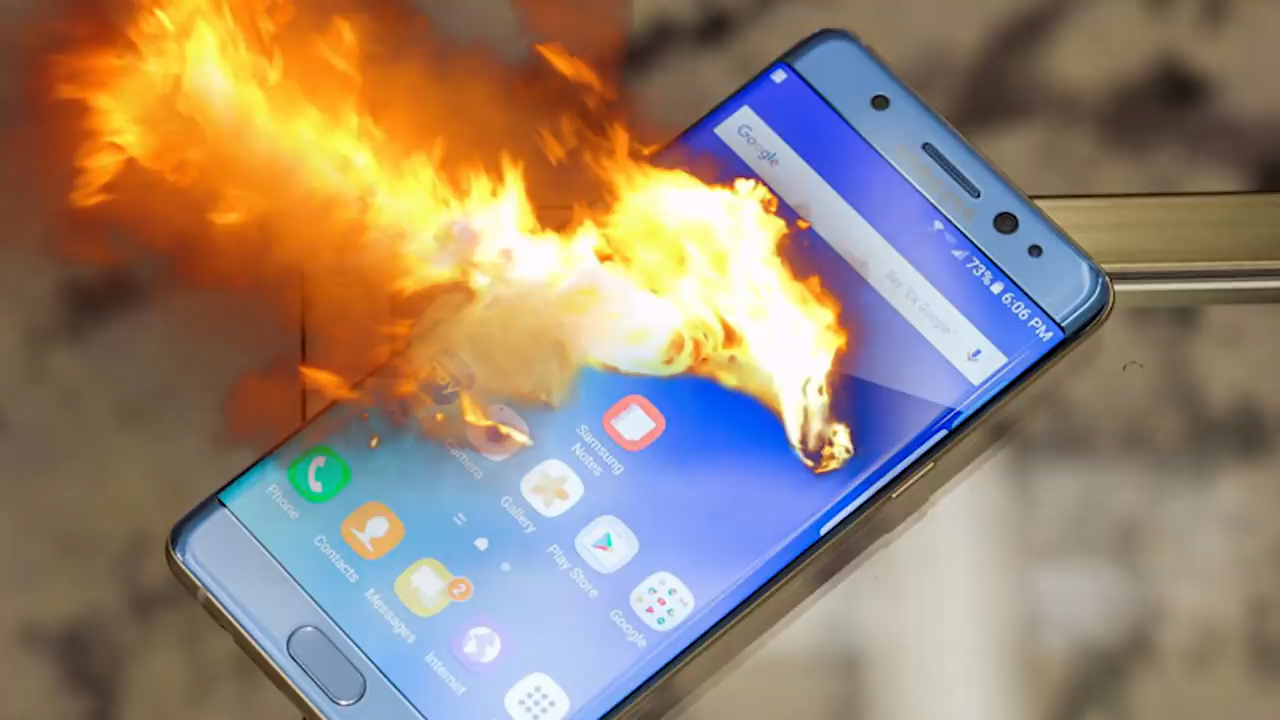 Google
Say "Ok Google"
73% 6:06 PM
Samsung
Notes
Camera
Gallery
Play Store
Google
Phone
Contacts
Messages
2
Internet